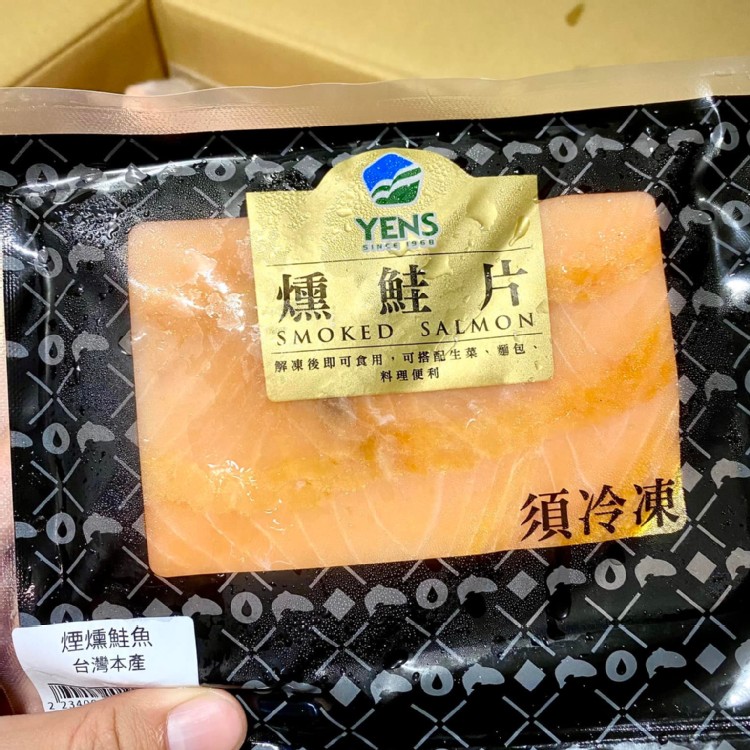 YENS
SINCE 1968
燻鮭片
SMOKED SALMON
解凍後即可食用，可搭配生菜、麵包、
料理便利
須冷凍
煙燻鮭魚
台灣本產